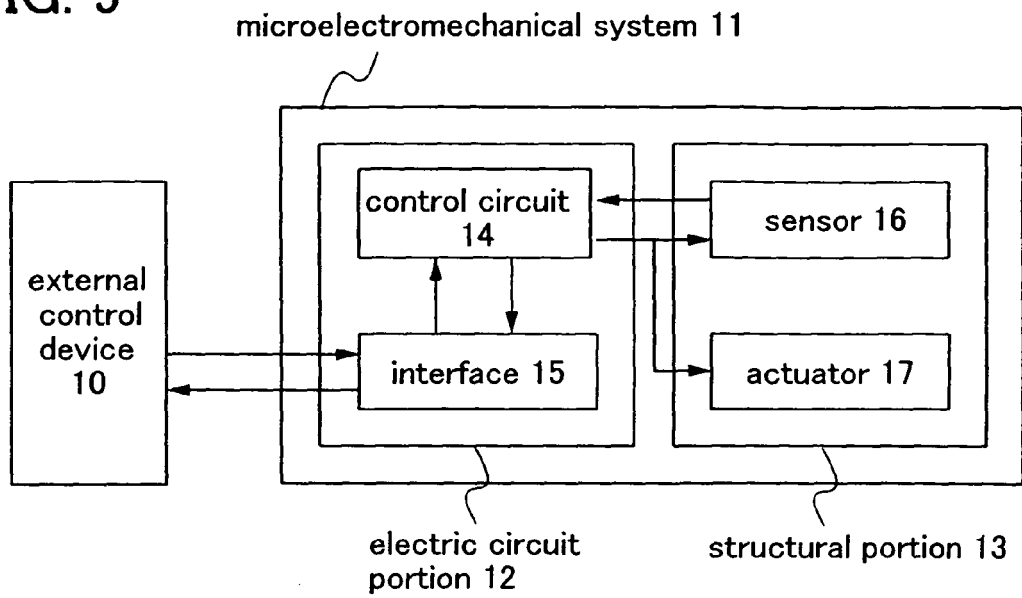 FIG.
microelectromechanical system 11
control circuit
14
sensor 16
external
control
device
10
interface 15
actuator 17
electric circuit
portion 12
structural portion 13